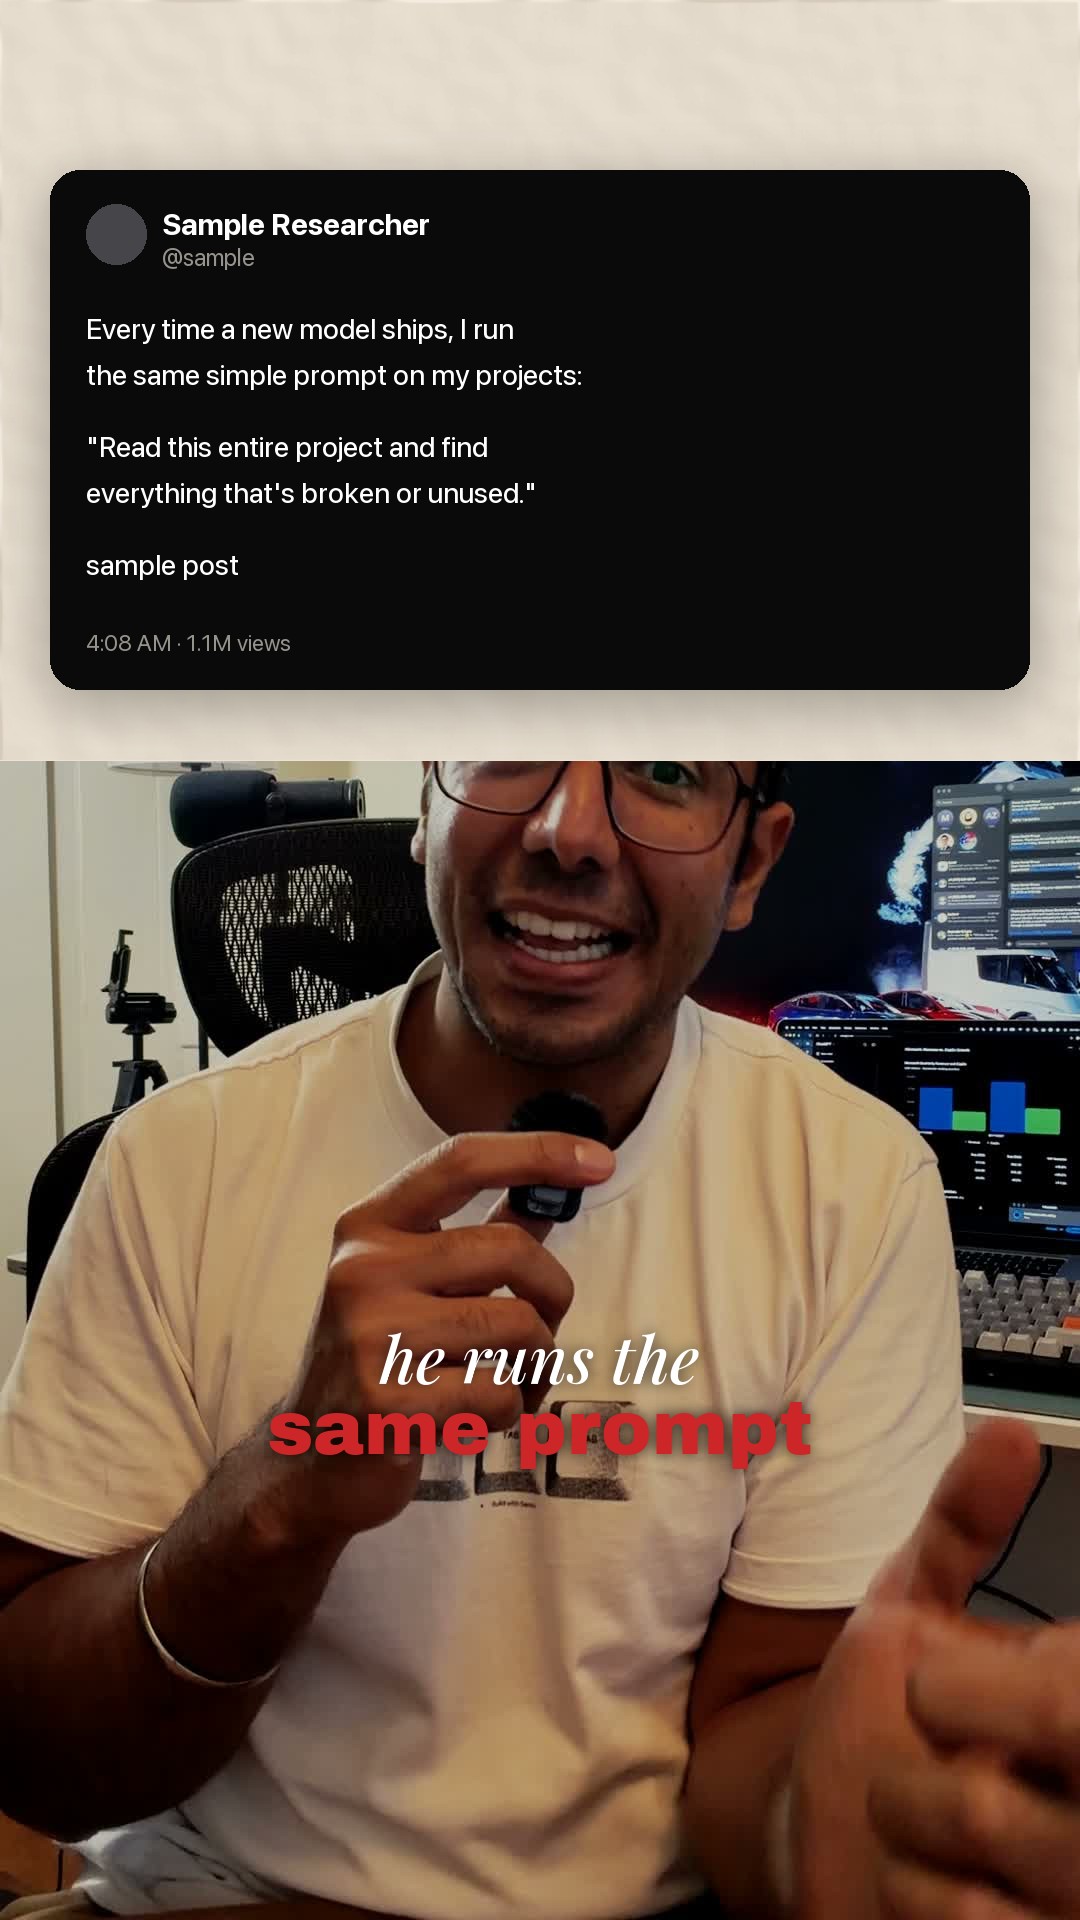 Sample Researcher
@sample
Every time a new model ships, I run
the same simple prompt on my projects:
"Read this entire project and find
everything that's broken or unused."
sample post
4:08 AM · 1.1M views
M
AZ
he runs the
same prompt
TAB